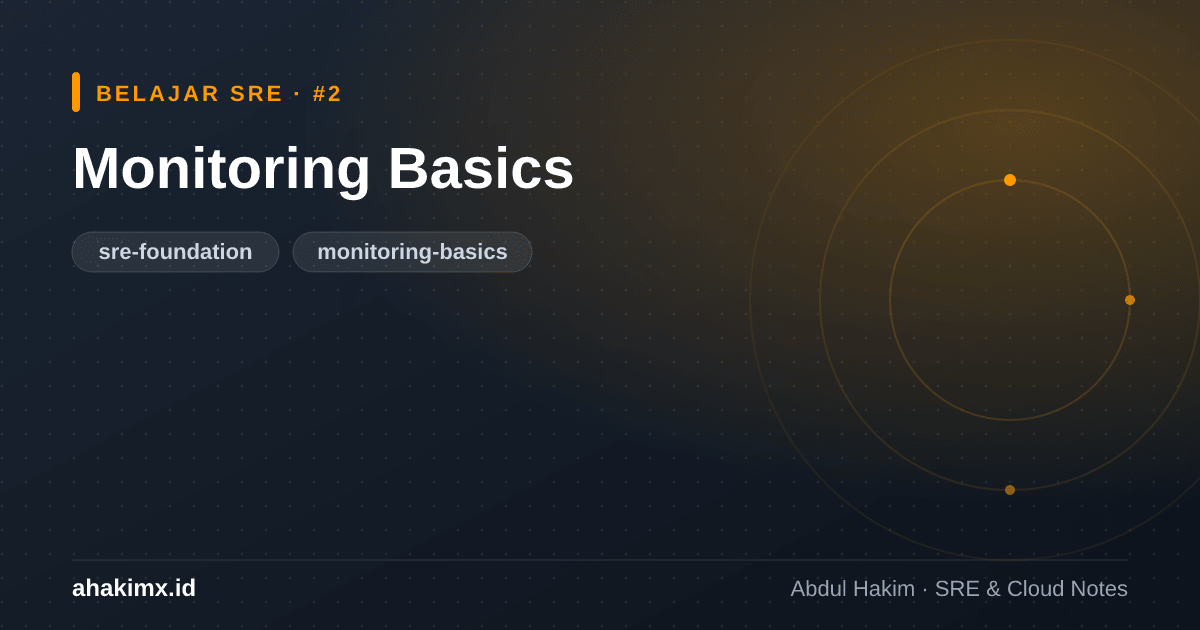 BELAJAR SRE · #2
Monitoring Basics
sre-foundation
monitoring-basics
ahakimx.id
Abdul Hakim · SRE & Cloud Notes